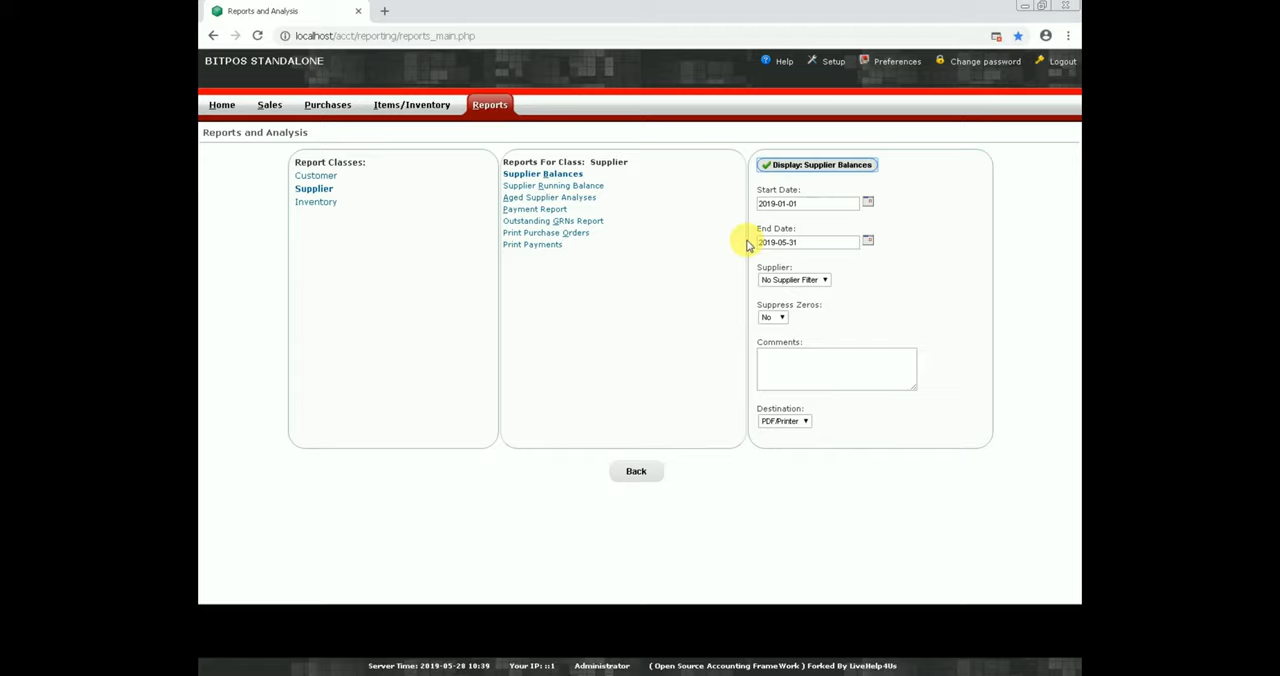 Reports and Analysis
localhost/acct/reporting/reports_main.php
BITPOS STANDALONE
Help Setup Preferences Change password Logout
Home Sales Purchases Items/Inventory Reports
Reports and Analysis
Report Classes:
Customer
Supplier
Inventory
Reports For Class: Supplier
Supplier Balances
Supplier Running Balance
Aged Supplier Analyses
Payment Report
Outstanding GRNs Report
Print Purchase Orders
Print Payments
Display: Supplier Balances
Start Date:
2019-01-01
End Date:
2019-05-31
Supplier:
No Supplier Filter
Suppress Zeros:
No
Comments:
Destination:
PDF/Printer
Back
Server Time: 2019-05-28 10:39 Your IP: ::1 Administrator ( Open Source Accounting FrameWork ) Forked By LiveHelp4Us